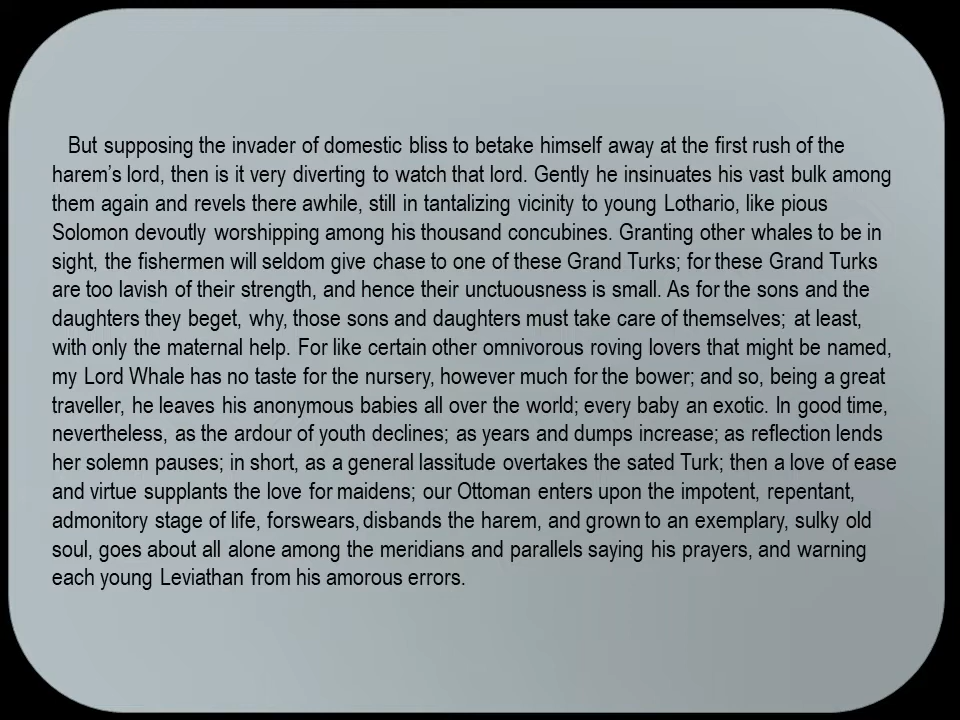 But supposing the invader of domestic bliss to betake himself away at the first rush of the
harem's lord, then is it very diverting to watch that lord. Gently he insinuates his vast bulk among
them again and revels there awhile, still in tantalizing vicinity to young Lothario, like pious
Solomon devoutly worshipping among his thousand concubines. Granting other whales to be in
sight, the fishermen will seldom give chase to one of these Grand Turks; for these Grand Turks
are too lavish of their strength, and hence their unctuousness is small. As for the sons and the
daughters they beget, why, those sons and daughters must take care of themselves; at least,
with only the maternal help. For like certain other omnivorous roving lovers that might be named,
my Lord Whale has no taste for the nursery, however much for the bower; and so, being a great
traveller, he leaves his anonymous babies all over the world; every baby an exotic. In good time,
nevertheless, as the ardour of youth declines; as years and dumps increase; as reflection lends
her solemn pauses; in short, as a general lassitude overtakes the sated Turk; then a love of ease
and virtue supplants the love for maidens; our Ottoman enters upon the impotent, repentant,
admonitory stage of life, forswears, disbands the harem, and grown to an exemplary, sulky old
soul, goes about all alone among the meridians and parallels saying his prayers, and warning
each young Leviathan from his amorous errors.